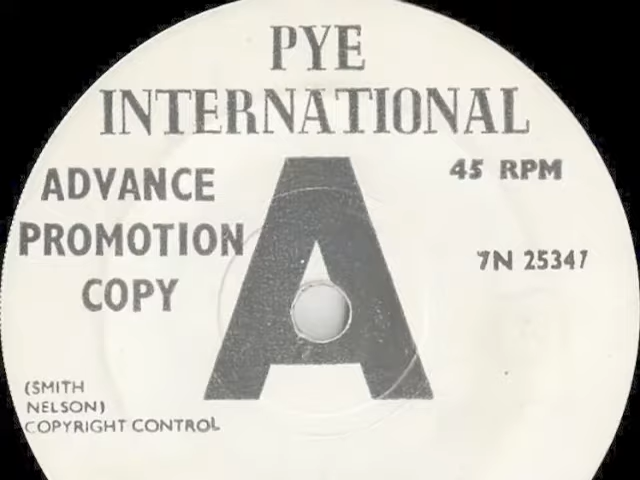 PYE
INTERNATIONAL
ADVANCE
PROMOTION
COPY
A
45 RPM
7N 25347
(SMITH
NELSON)
COPYRIGHT CONTROL